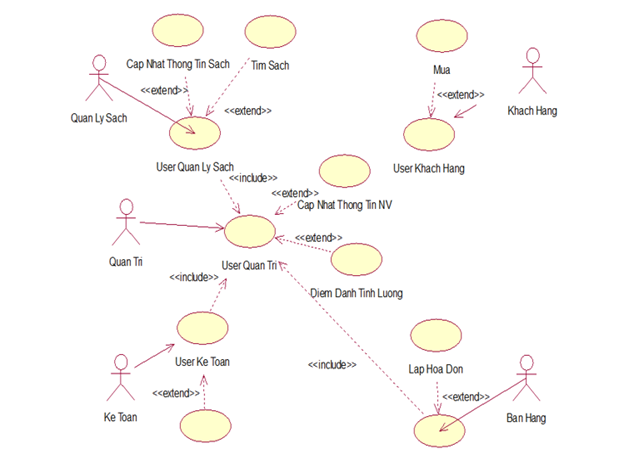 Cap Nhat Thong Tin Sach
Tim Sach
Mua
<<extend>>
<<extend>>
Khach Hang
Quan Ly Sach
<<extend>>
User Quan Ly Sach
User Khach Hang
<<include>>
<<extend>>
Cap Nhat Thong Tin NV
<<extend>>
Quan Tri
User Quan Tri
<<include>>
Diem Danh Tinh Luong
User Ke Toan
<<include>>
Lap Hoa Don
<<extend>>
<<extend>>
Ke Toan
Ban Hang